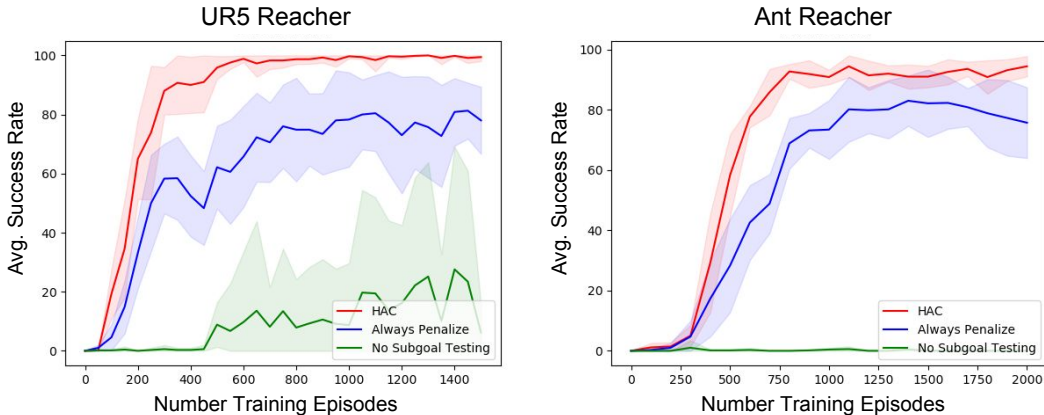 UR5 Reacher
Avg. Success Rate
100
80
60
40
20
0
HAC
Always Penalize
No Subgoal Testing
0 200 400 600 800 1000 1200 1400
Number Training Episodes
Ant Reacher
Avg. Success Rate
100
80
60
40
20
0
HAC
Always Penalize
No Subgoal Testing
0 250 500 750 1000 1250 1500 1750 2000
Number Training Episodes